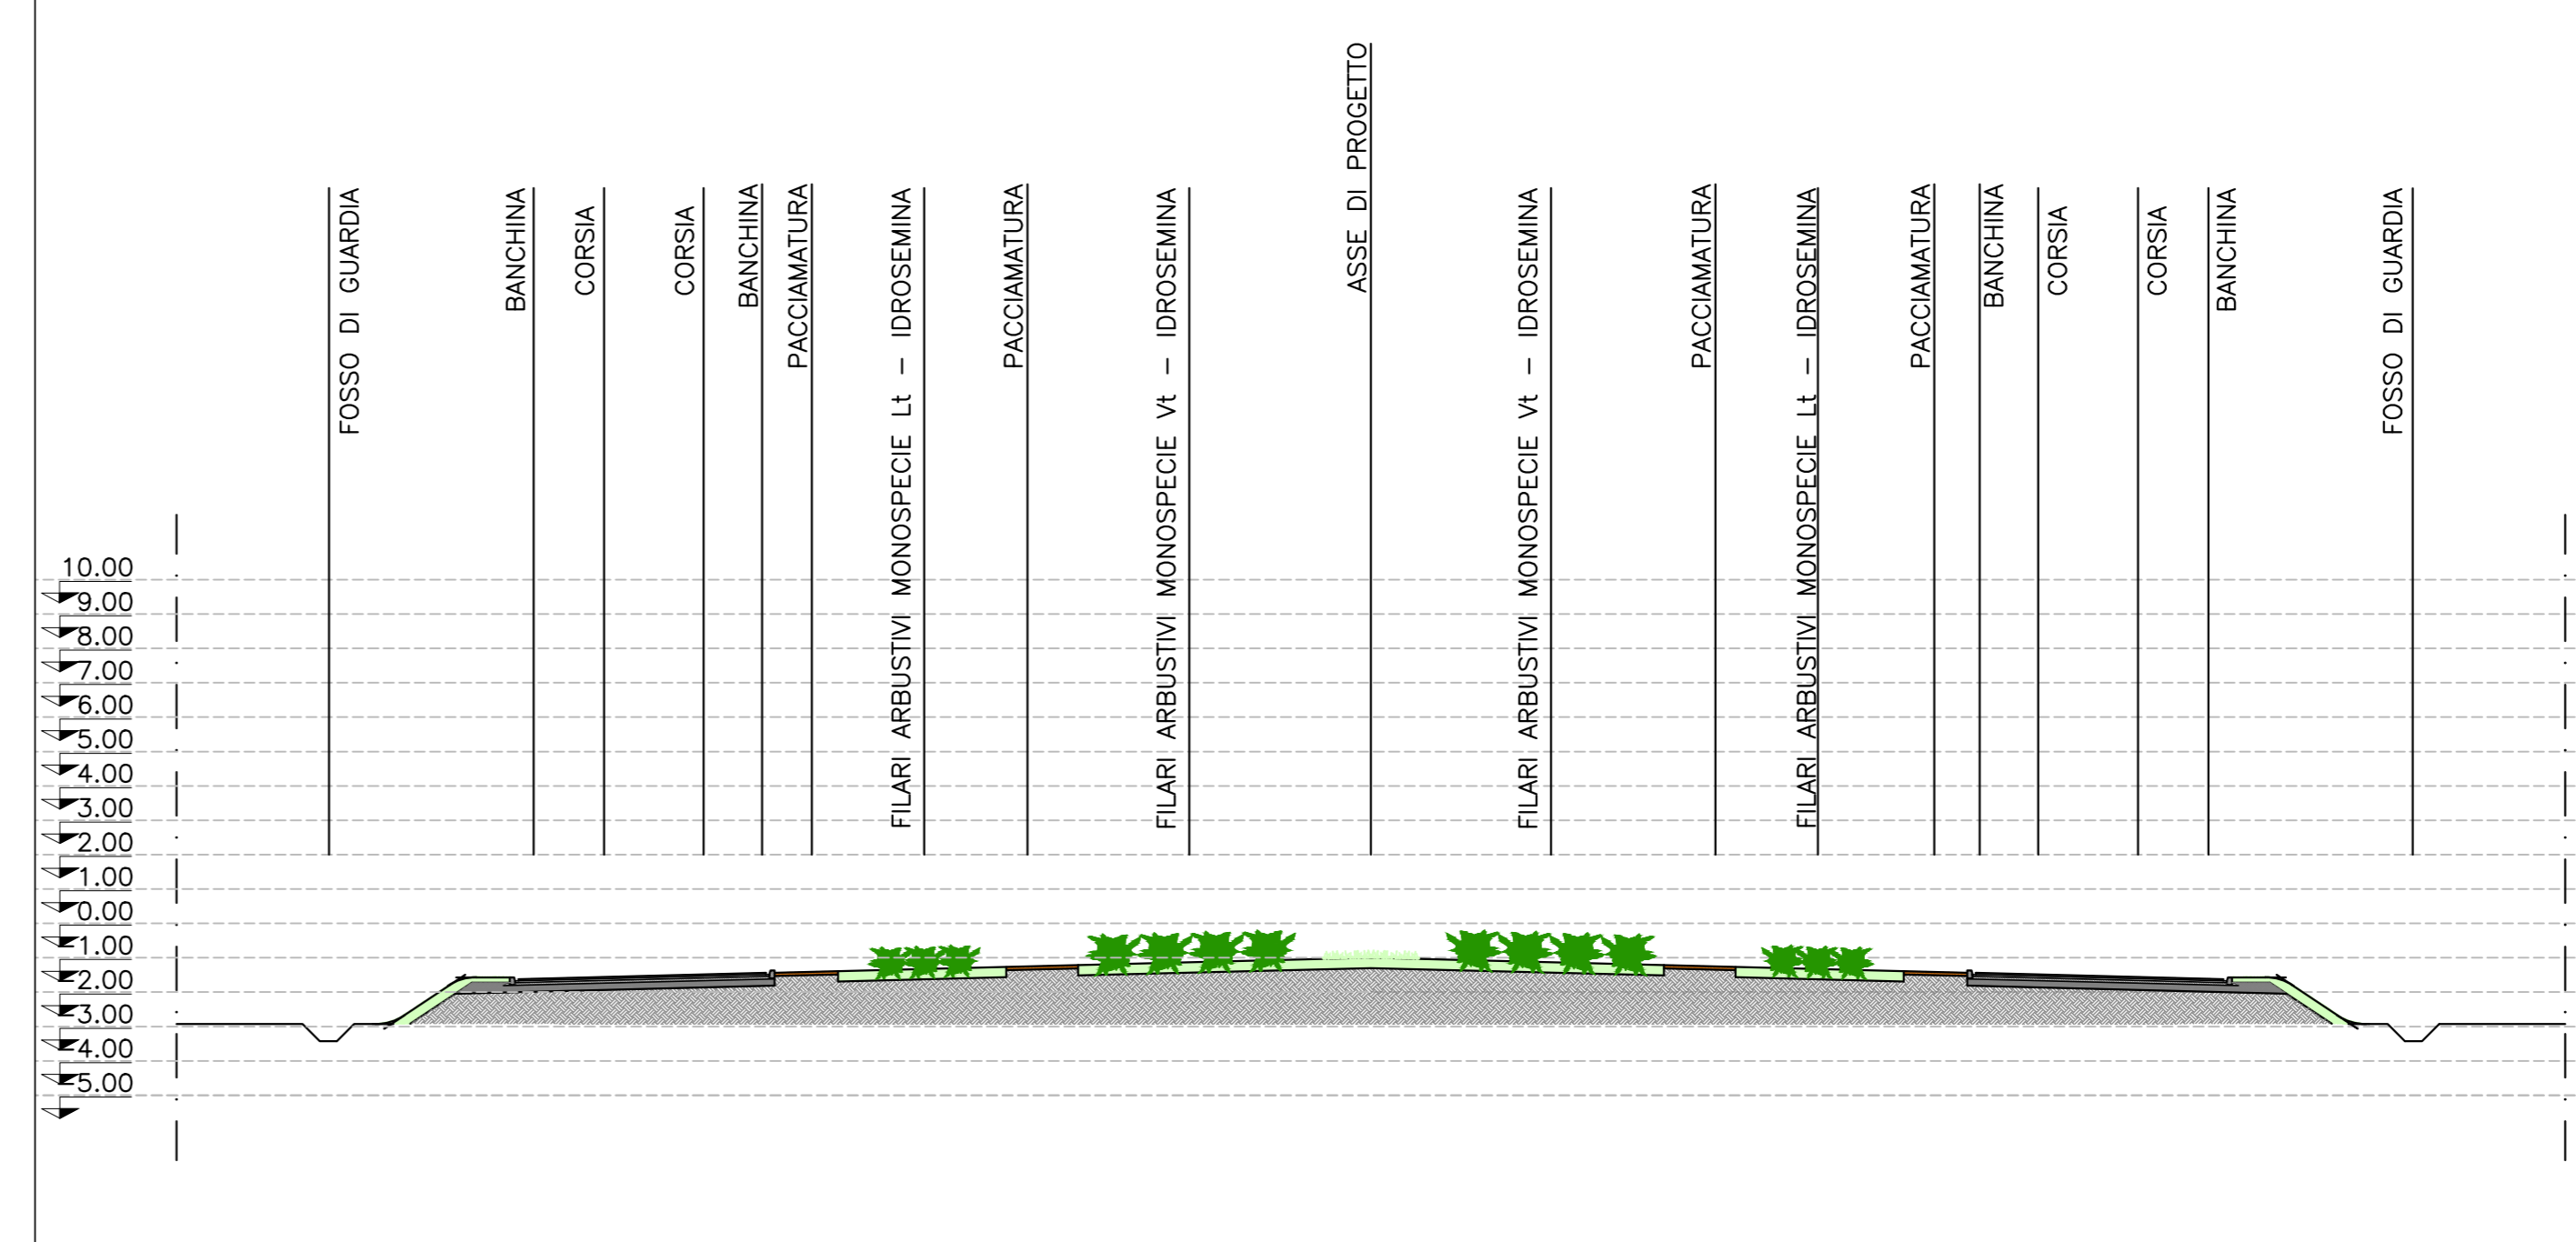 FOSSO DI GUARDIA
BANCHINA
CORSIA
CORSIA
BANCHINA
PACCIAMATURA
FILARI ARBUSTIVI MONOSPECIE Lt - IDROSEMINA
PACCIAMATURA
FILARI ARBUSTIVI MONOSPECIE Vt - IDROSEMINA
ASSE DI PROGETTO
FILARI ARBUSTIVI MONOSPECIE Vt - IDROSEMINA
PACCIAMATURA
FILARI ARBUSTIVI MONOSPECIE Lt - IDROSEMINA
PACCIAMATURA
BANCHINA
CORSIA
CORSIA
BANCHINA
FOSSO DI GUARDIA
10.00
9.00
8.00
7.00
6.00
5.00
4.00
3.00
2.00
1.00
0.00
-1.00
-2.00
-3.00
-4.00
-5.00